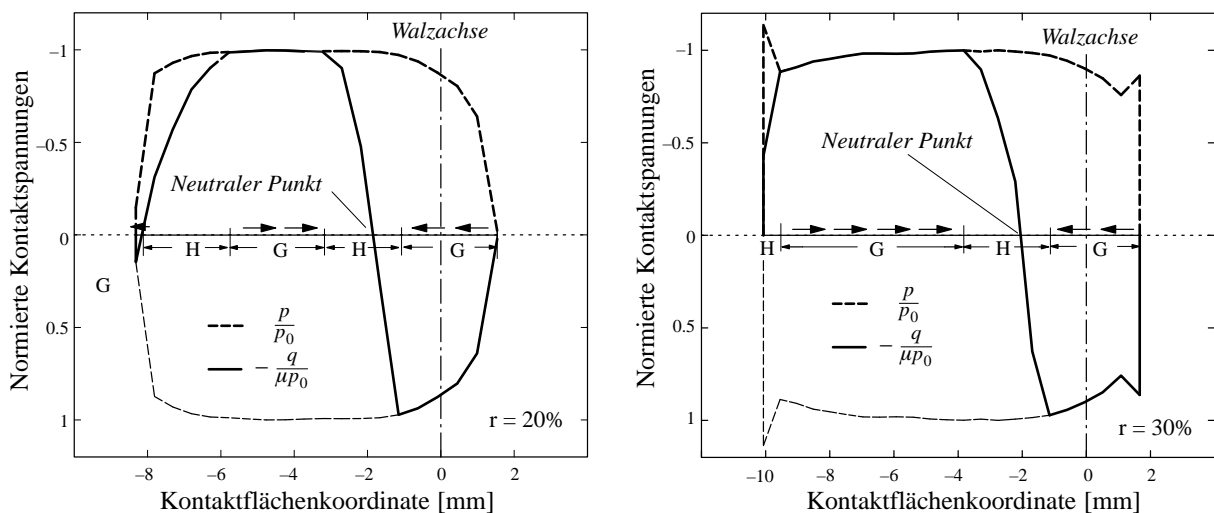 Normierte Kontaktspannungen
–1
-0.5
0
0.5
1
Walzachse
Neutraler Punkt
H
G
H
G
G
p
p0
– q
μp0
r = 20%
–8
–6
–4
–2
0
2
Kontaktflächenkoordinate [mm]
Normierte Kontaktspannungen
–1
–0.5
0
0.5
1
Walzachse
Neutraler Punkt
H
G
H
G
p
p0
– q
μp0
r = 30%
–10
–8
–6
–4
–2
0
2
4
Kontaktflächenkoordinate [mm]